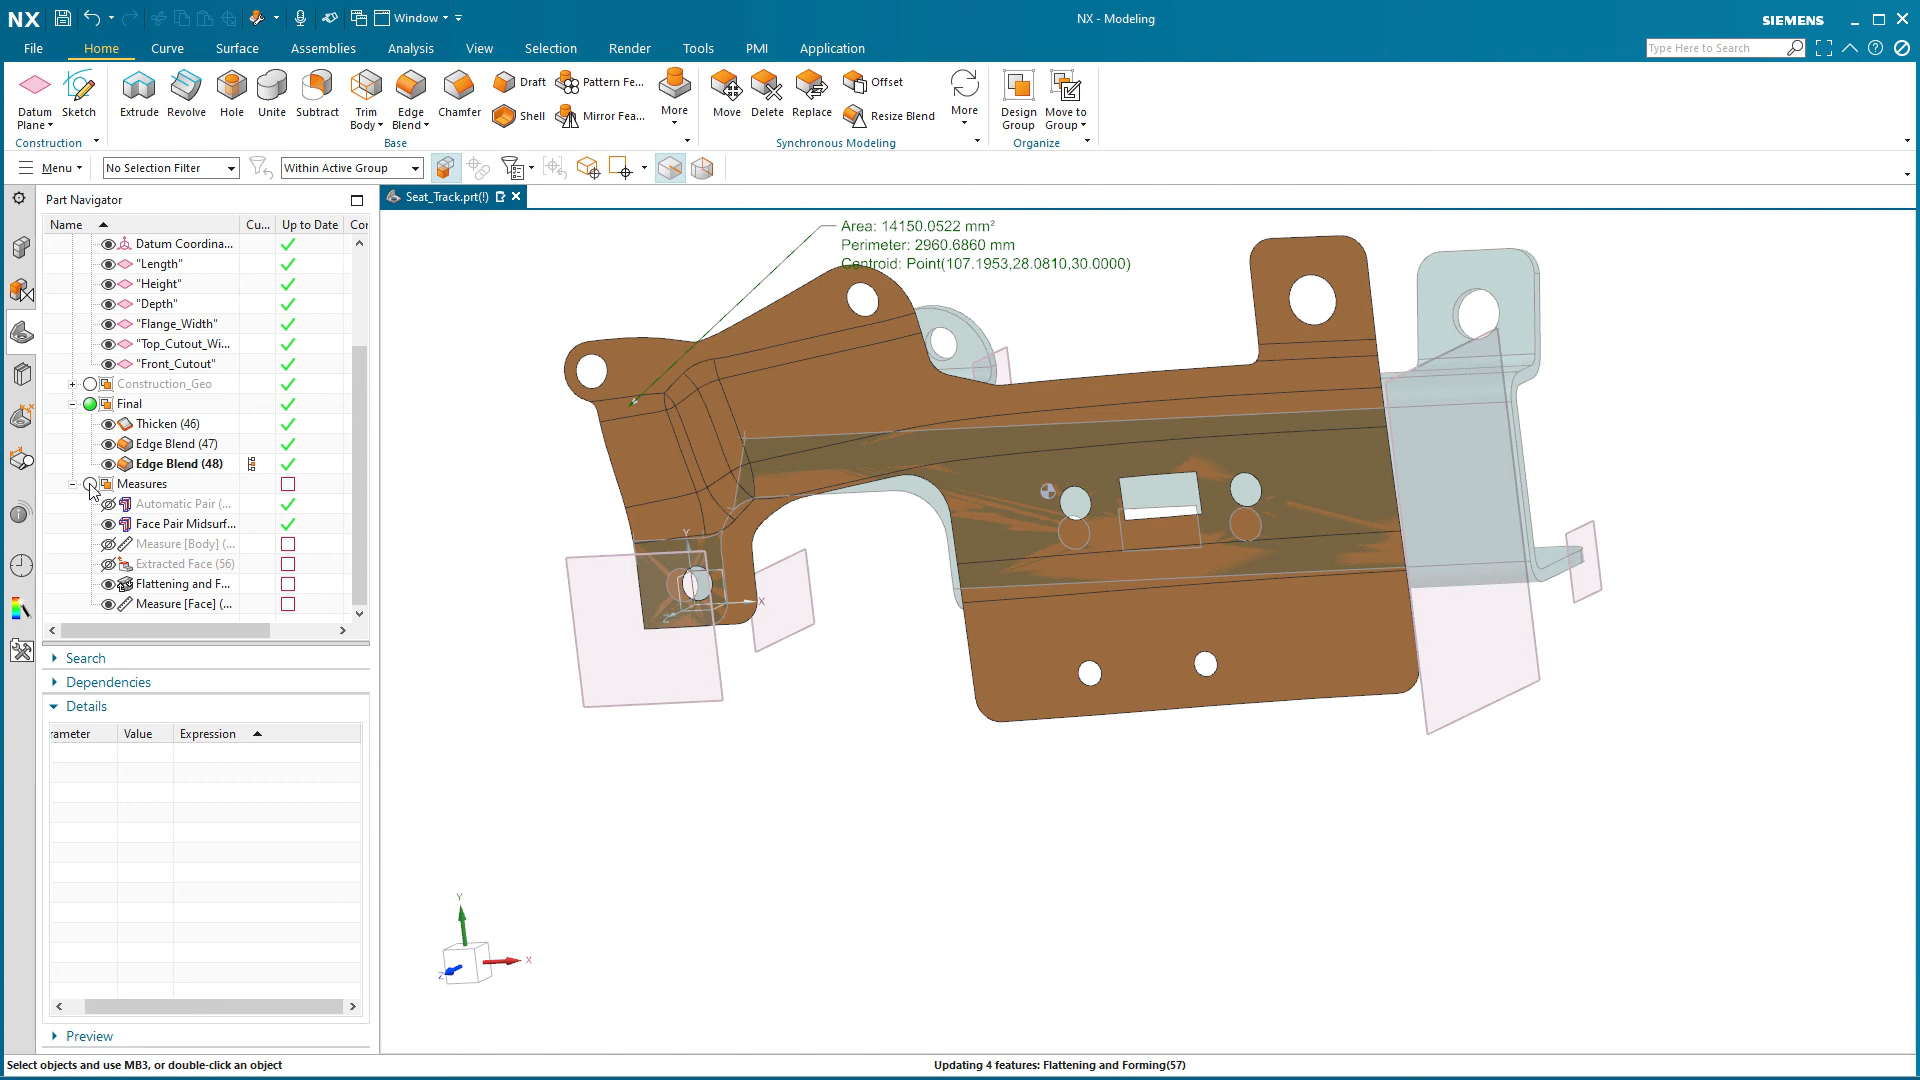 NX
Window
NX - Modeling
SIEMENS
File
Home
Curve
Surface
Assemblies
Analysis
View
Selection
Render
Tools
PMI
Application
Type Here to Search
Datum Plane
Sketch
Extrude
Revolve
Hole
Unite
Subtract
Trim Body
Edge Blend
Chamfer
Draft
Shell
Pattern Fe...
Mirror Fea...
More
Move
Delete
Replace
Offset
Resize Blend
More
Design Group
Move to Group
Construction
Base
Synchronous Modeling
Organize
Menu
No Selection Filter
Within Active Group
Part Navigator
Seat_Track.prt(!)
Name
Cu...
Up to Date
Cor
Datum Coordina...
"Length"
"Height"
"Depth"
"Flange_Width"
"Top_Cutout_Wi...
"Front_Cutout"
Construction_Geo
Final
Thicken (46)
Edge Blend (47)
Edge Blend (48)
Measures
Automatic Pair (...
Face Pair Midsurf...
Measure [Body] (...
Extracted Face (56)
Flattening and F...
Measure [Face] (...
Search
Dependencies
Details
rameter
Value
Expression
Preview
Area: 14150.0522 mm²
Perimeter: 2960.6860 mm
Centroid: Point(107.1953,28.0810,30.0000)
Y
X
Z
Y
X
Z
Select objects and use MB3, or double-click an object
Updating 4 features: Flattening and Forming(57)